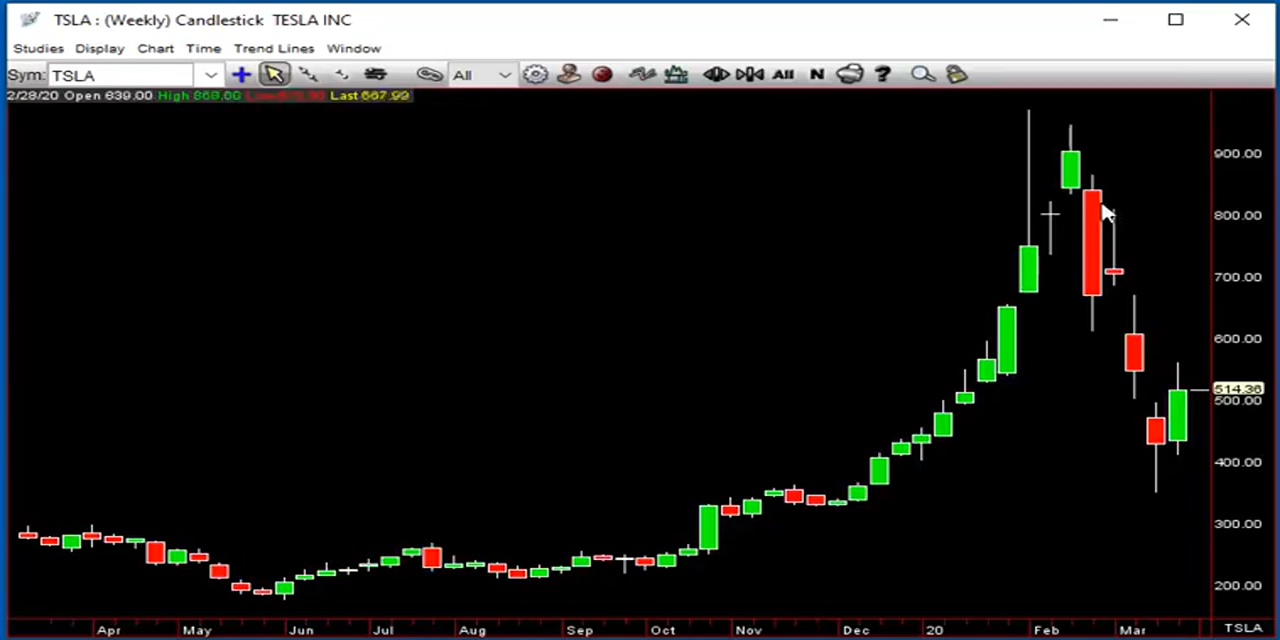 TSLA : (Weekly) Candlestick  TESLA INC
Studies Display Chart Time Trend Lines Window
Sym: TSLA All All N ?
2/28/20 Open 839.00 High 868.00 Last 667.99
900.00
800.00
700.00
600.00
514.36
500.00
400.00
300.00
200.00
Apr May Jun Jul Aug Sep Oct Nov Dec 20 Feb Mar TSLA